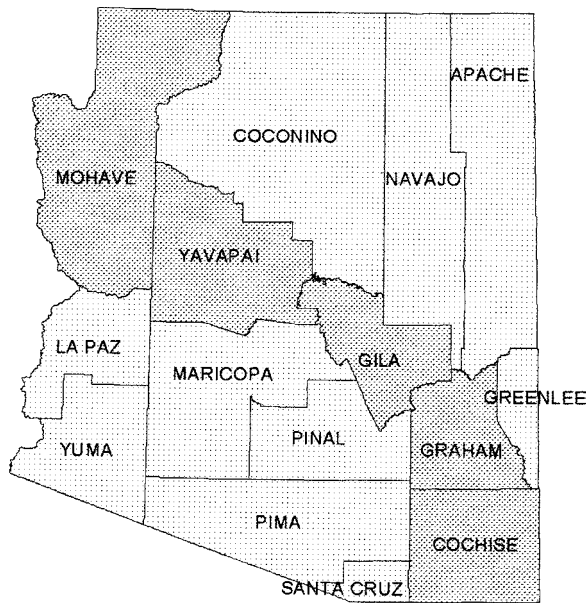 APACHE
COCONINO
MOHAVE
NAVAJO
YAVAPAI
LA PAZ
GILA
MARICOPA
GREENLEE
PINAL
YUMA
GRAHAM
PIMA
COCHISE
SANTA CRUZ